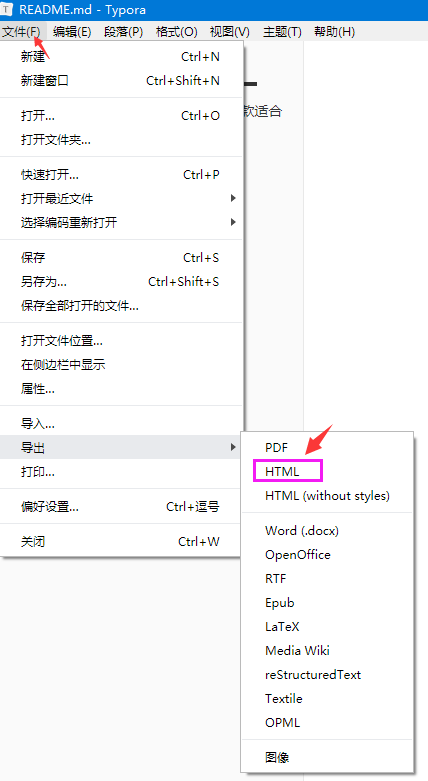 T README.md - Typora
文件(F) 编辑(E) 段落(P) 格式(O) 视图(V) 主题(T) 帮助(H)
新建 Ctrl+N
新建窗口 Ctrl+Shift+N
打开... Ctrl+O
款适合
打开文件夹...
快速打开... Ctrl+P
打开最近文件
选择编码重新打开
保存 Ctrl+S
另存为... Ctrl+Shift+S
保存全部打开的文件...
打开文件位置...
在侧边栏中显示
属性...
导入...
导出
打印...
偏好设置... Ctrl+逗号
关闭 Ctrl+W
PDF
HTML
HTML (without styles)
Word (.docx)
OpenOffice
RTF
Epub
LaTeX
Media Wiki
reStructuredText
Textile
OPML
图像